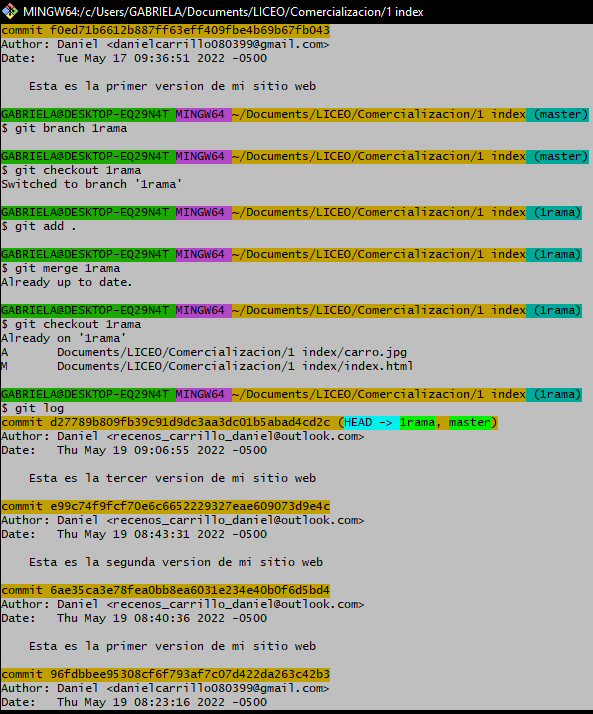 MINGW64:/c/Users/GABRIELA/Documents/LICEO/Comercializacion/1 index
commit f0ed71b6612b887ff63eff409fbe4b69b67fb043
Author: Daniel <danielcarrillo080399@gmail.com>
Date:   Tue May 17 09:36:51 2022 -0500
Esta es la primer version de mi sitio web
GABRIELA@DESKTOP-EQ29N4T MINGW64 ~/Documents/LICEO/Comercializacion/1 index (master)
$ git branch 1rama
GABRIELA@DESKTOP-EQ29N4T MINGW64 ~/Documents/LICEO/Comercializacion/1 index (master)
$ git checkout 1rama
Switched to branch '1rama'
GABRIELA@DESKTOP-EQ29N4T MINGW64 ~/Documents/LICEO/Comercializacion/1 index (1rama)
$ git add .
GABRIELA@DESKTOP-EQ29N4T MINGW64 ~/Documents/LICEO/Comercializacion/1 index (1rama)
$ git merge 1rama
Already up to date.
GABRIELA@DESKTOP-EQ29N4T MINGW64 ~/Documents/LICEO/Comercializacion/1 index (1rama)
$ git checkout 1rama
Already on '1rama'
A       Documents/LICEO/Comercializacion/1 index/carro.jpg
M       Documents/LICEO/Comercializacion/1 index/index.html
GABRIELA@DESKTOP-EQ29N4T MINGW64 ~/Documents/LICEO/Comercializacion/1 index (1rama)
$ git log
commit d27789b809fb39c91d9dc3aa3dc01b5abad4cd2c (HEAD -> 1rama, master)
Author: Daniel <recenos_carrillo_daniel@outlook.com>
Date:   Thu May 19 09:06:55 2022 -0500
Esta es la tercer version de mi sitio web
commit e99c74f9fcf70e6c6652229327eae609073d9e4c
Author: Daniel <recenos_carrillo_daniel@outlook.com>
Date:   Thu May 19 08:43:31 2022 -0500
Esta es la segunda version de mi sitio web
commit 6ae35ca3e78fea0bb8ea6031e234e40b0f6d5bd4
Author: Daniel <recenos_carrillo_daniel@outlook.com>
Date:   Thu May 19 08:40:36 2022 -0500
Esta es la primer version de mi sitio web
commit 96fdbbee95308cf6f793af7c07d422da263c42b3
Author: Daniel <danielcarrillo080399@gmail.com>
Date:   Thu May 19 08:23:16 2022 -0500